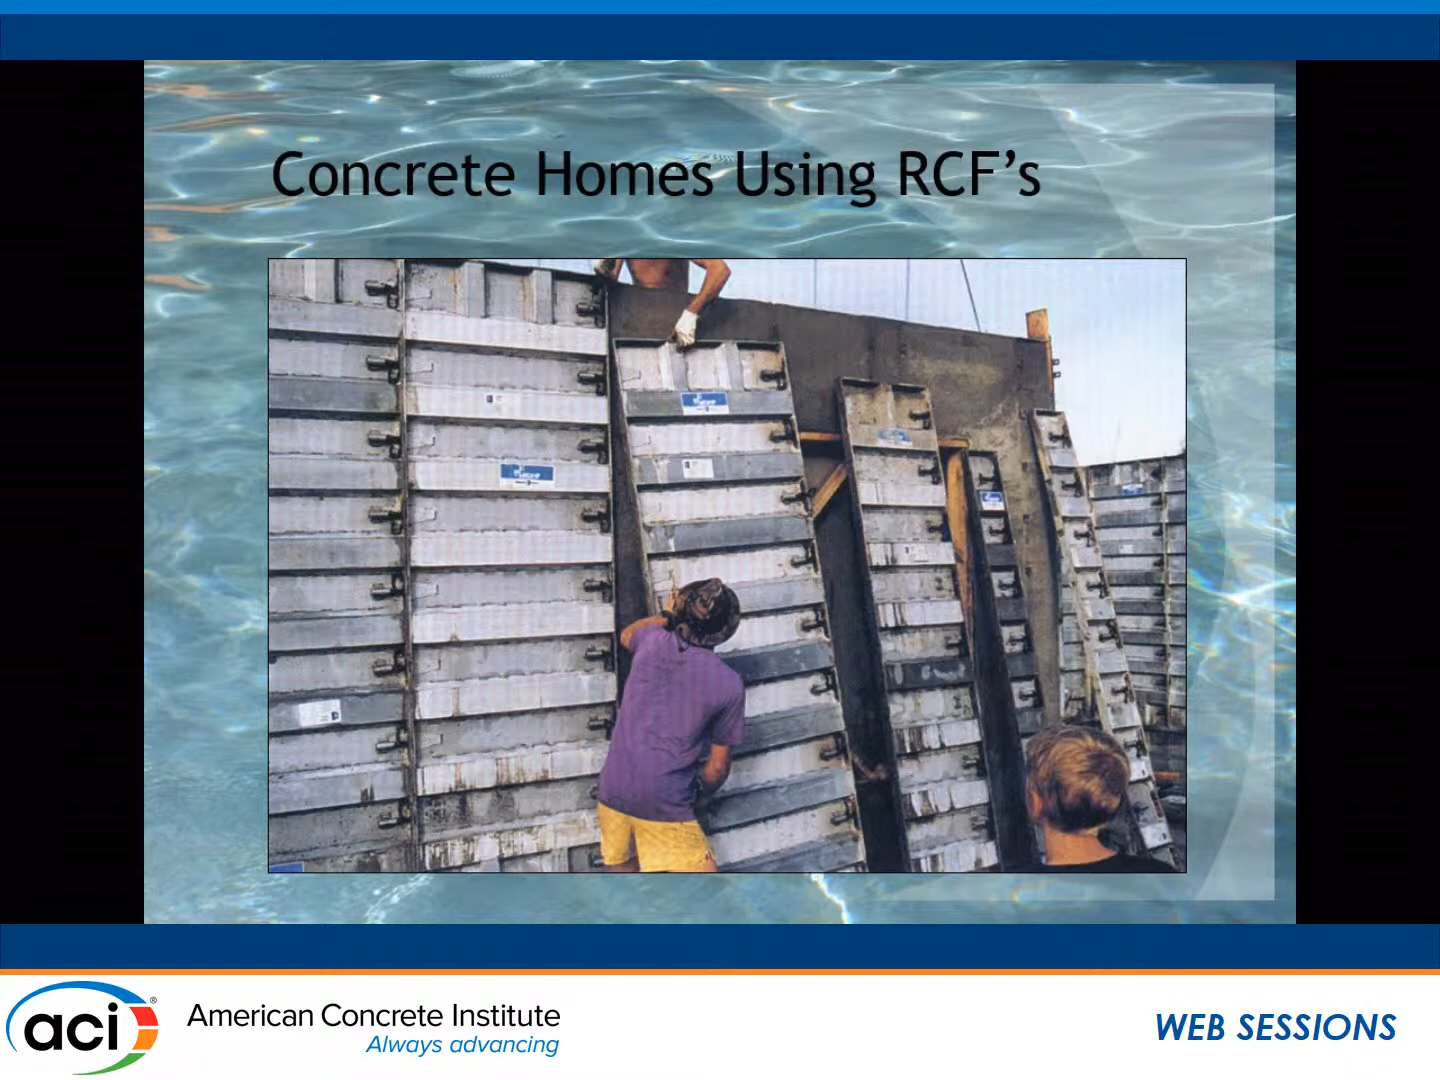 Concrete Homes Using RCF's
aci®
American Concrete Institute
Always advancing
WEB SESSIONS